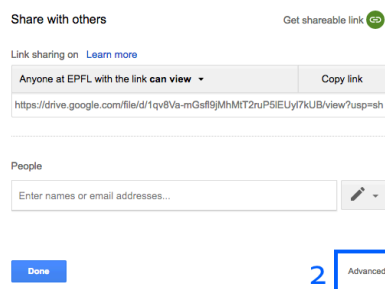 Share with others
Get shareable link
Link sharing on Learn more
Anyone at EPFL with the link can view
Copy link
https://drive.google.com/file/d/1qv8Va-mGsfl9jMhMtT2ruP5lEUyl7kUB/view?usp=sh
People
Enter names or email addresses...
Done
2
Advanced